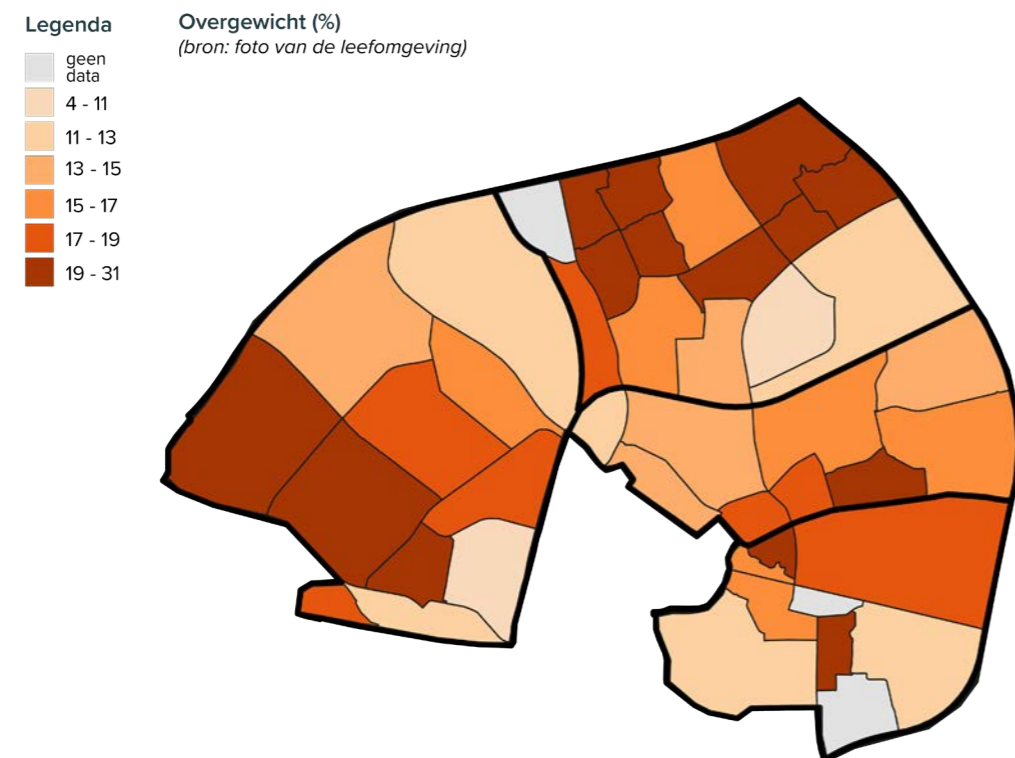 Legenda
geen
data
4 - 11
11 - 13
13 - 15
15 - 17
17 - 19
19 - 31
Overgewicht (%)
(bron: foto van de leefomgeving)